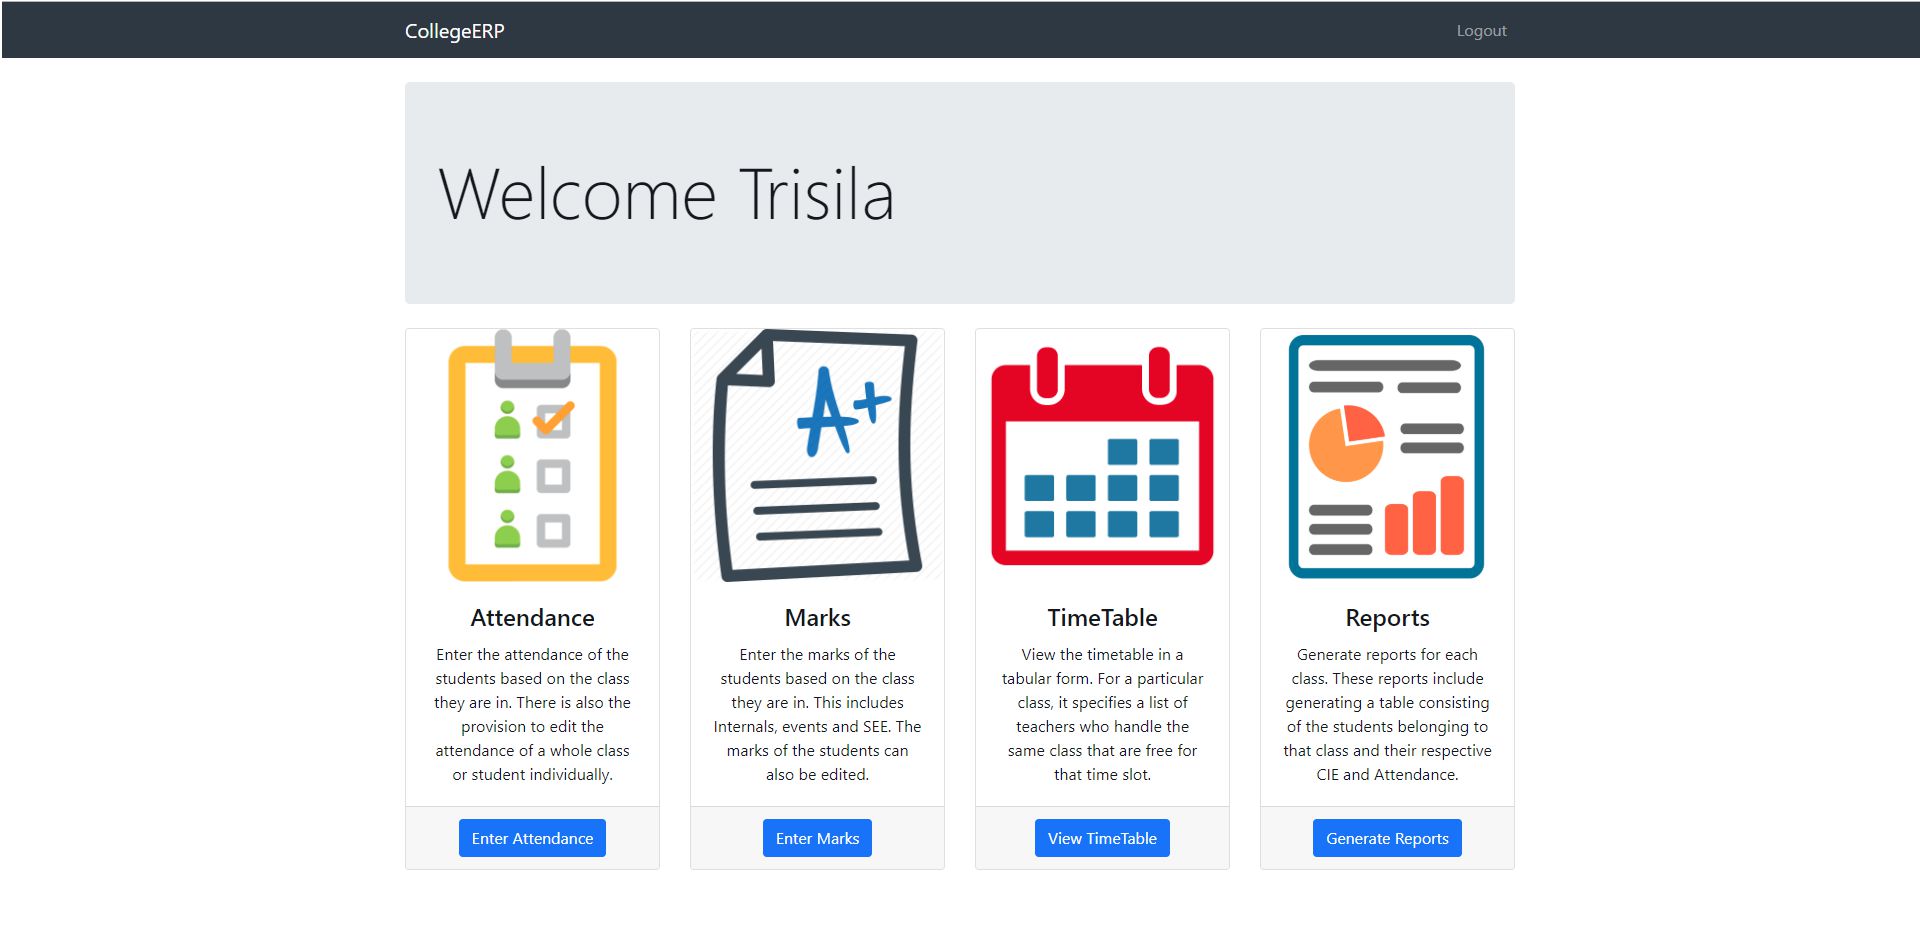 CollegeERP
Logout
Welcome Trisila
A+
Attendance
Enter the attendance of the
students based on the class
they are in. There is also the
provision to edit the
attendance of a whole class
or student individually.
Enter Attendance
Marks
Enter the marks of the
students based on the class
they are in. This includes
Internals, events and SEE. The
marks of the students can
also be edited.
Enter Marks
TimeTable
View the timetable in a
tabular form. For a particular
class, it specifies a list of
teachers who handle the
same class that are free for
that time slot.
View TimeTable
Reports
Generate reports for each
class. These reports include
generating a table consisting
of the students belonging to
that class and their respective
CIE and Attendance.
Generate Reports